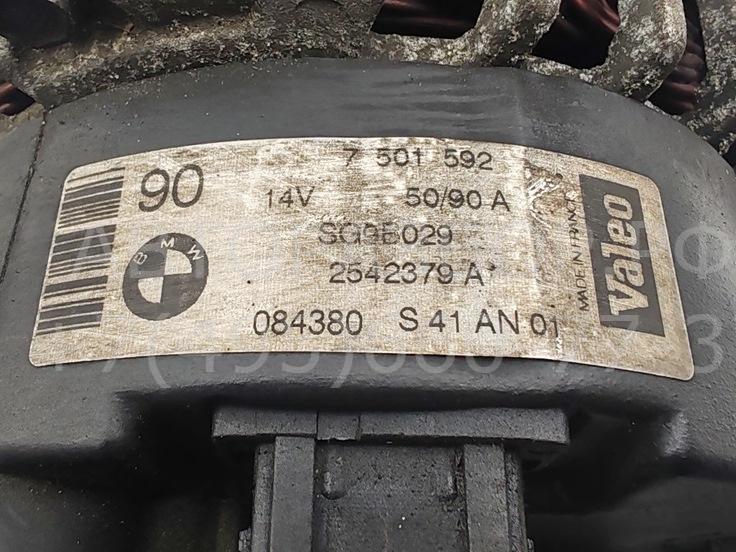 7 501 592
90
14V 50/90 A
SG9B029
BMW
2542379 A
084380 S 41 AN 01
MADE IN FRANCE
Valeo